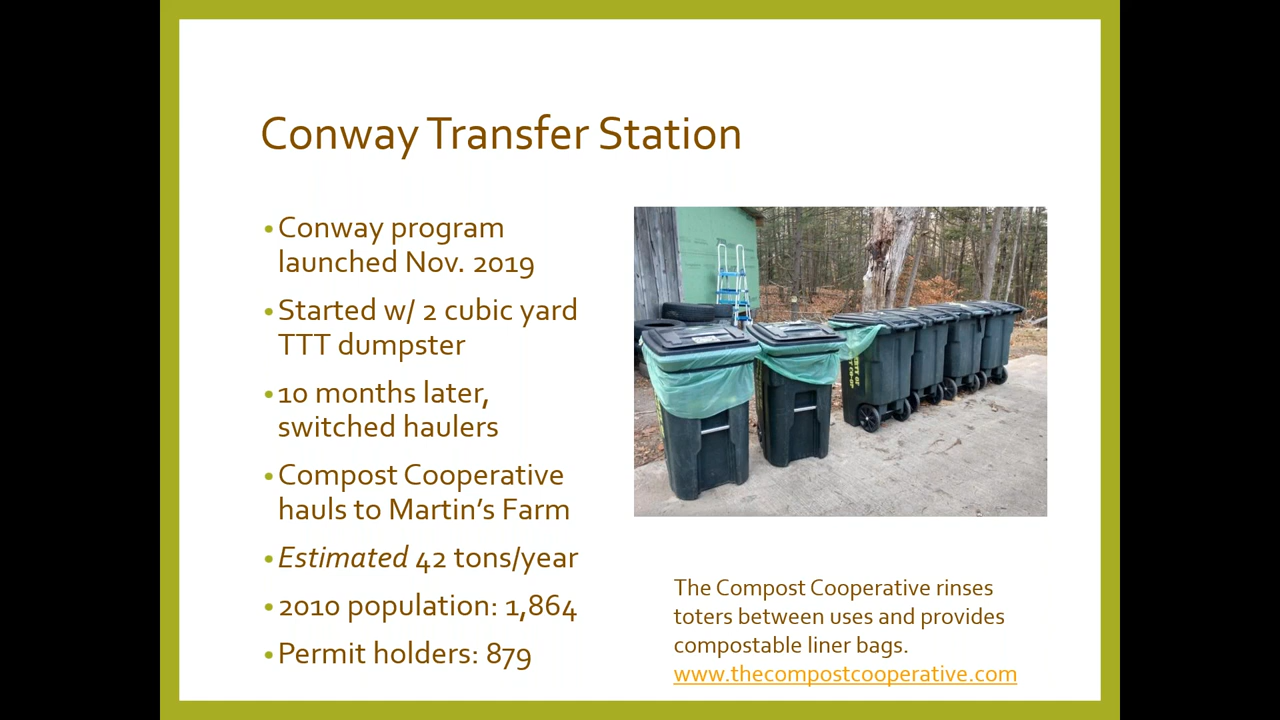 Conway Transfer Station
•Conway program
launched Nov. 2019
•Started w/ 2 cubic yard
TTT dumpster
•10 months later,
switched haulers
•Compost Cooperative
hauls to Martin’s Farm
•Estimated 42 tons/year
•2010 population: 1,864
•Permit holders: 879
The Compost Cooperative rinses
toters between uses and provides
compostable liner bags.
www.thecompostcooperative.com